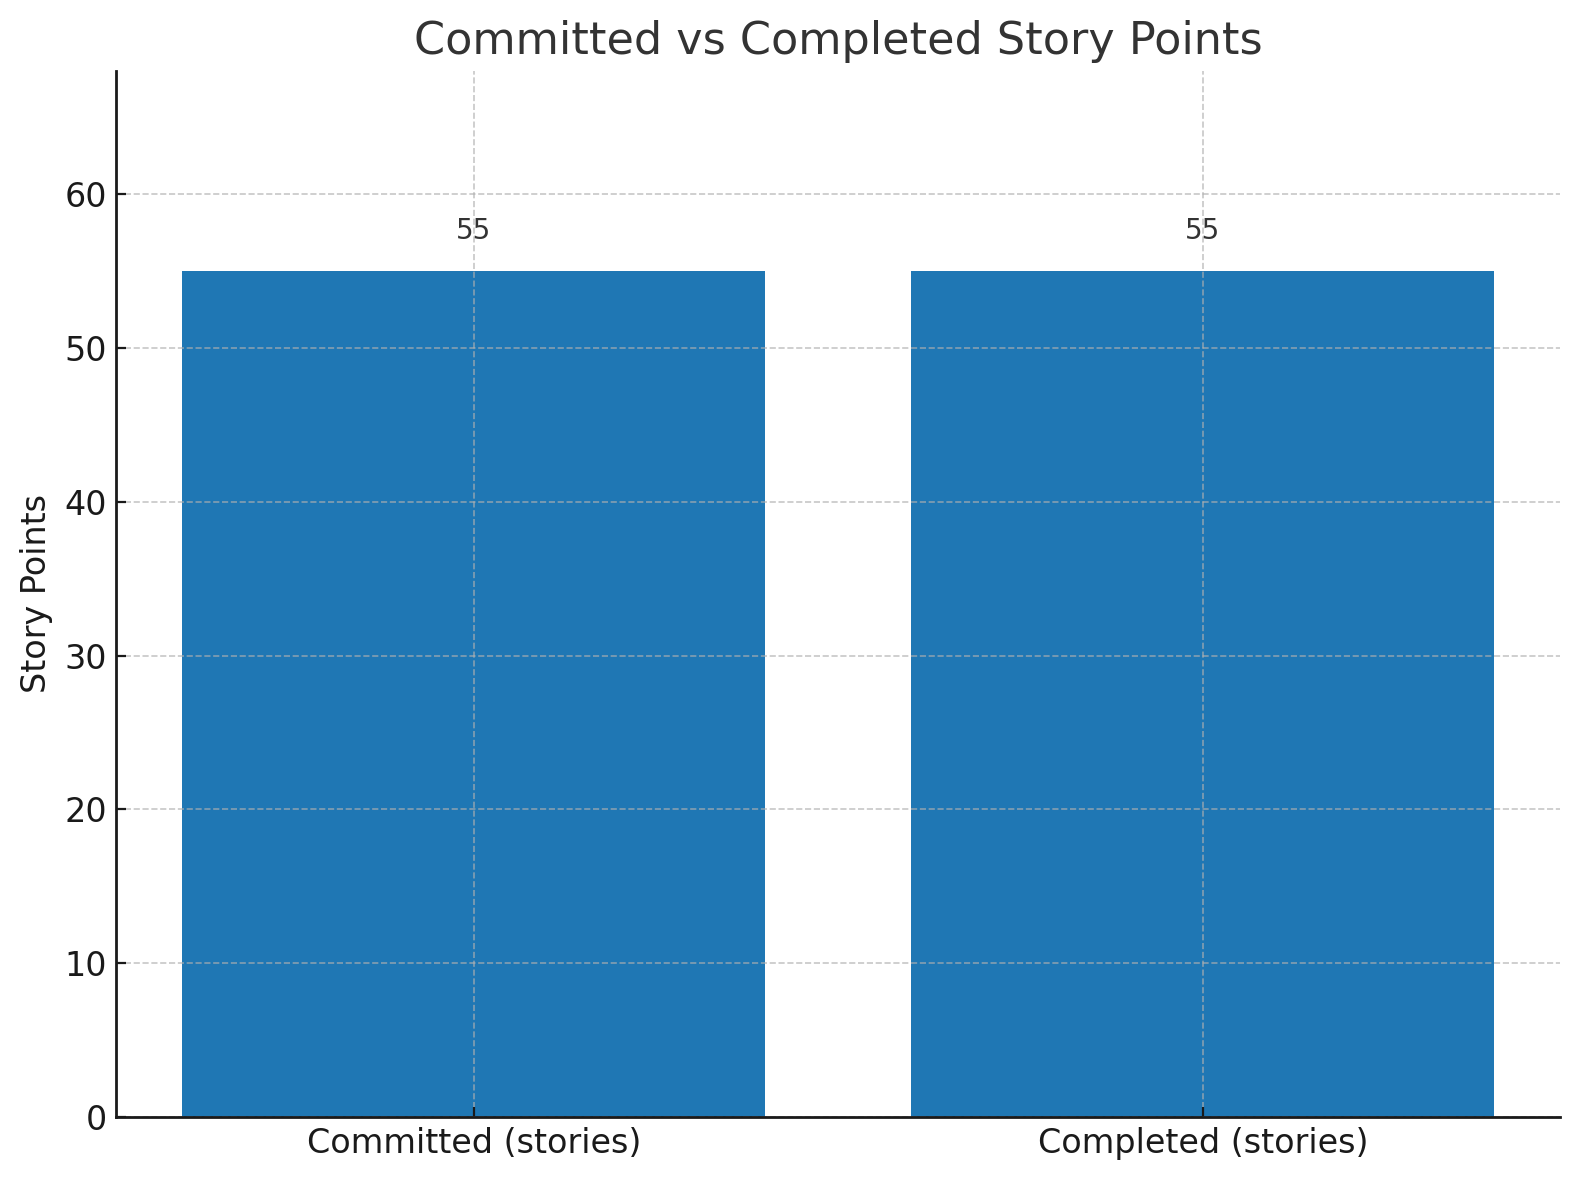 Committed vs Completed Story Points
Story Points
60
50
40
30
20
10
0
55
55
Committed (stories)
Completed (stories)